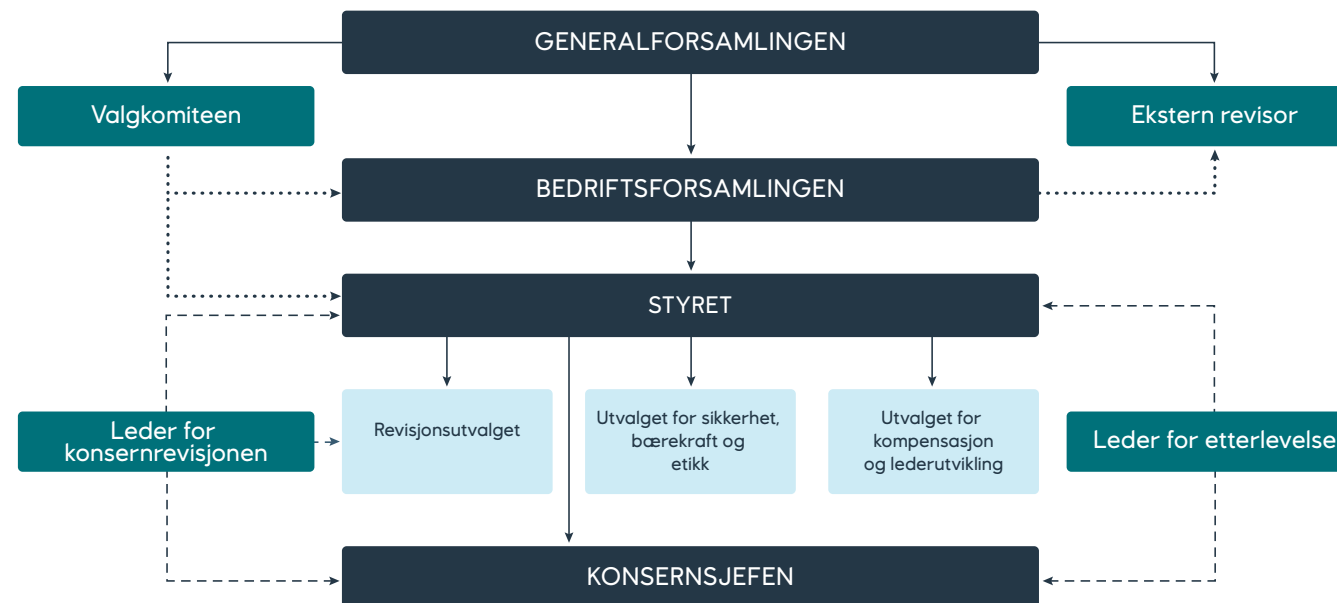 GENERALFORSAMLINGEN
Valgkomiteen
Ekstern revisor
BEDRIFTSFORSAMLINGEN
STYRET
Leder for
konsernrevisjonen
Revisjonsutvalget
Utvalget for sikkerhet,
bærekraft og
etikk
Utvalget for
kompensasjon
og lederutvikling
Leder for etterlevelse
KONSERNSJEFEN